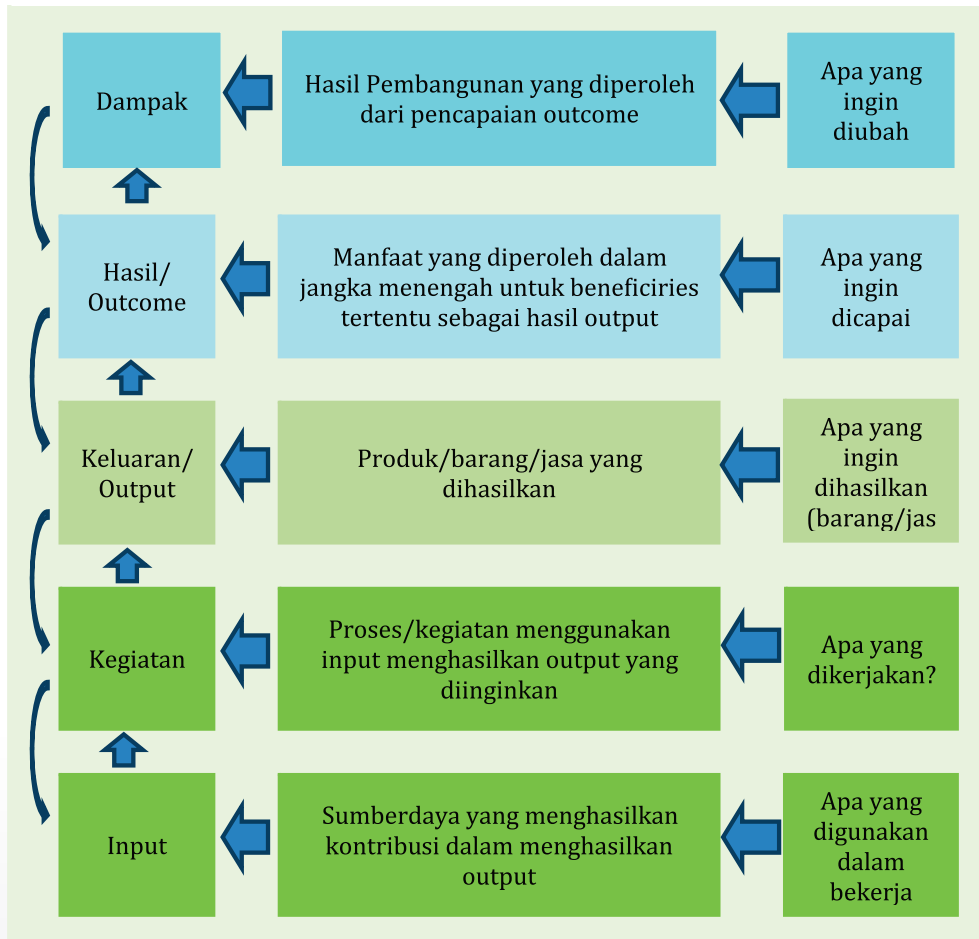 Dampak
Hasil Pembangunan yang diperoleh
dari pencapaian outcome
Apa yang
ingin
diubah
Hasil/
Outcome
Manfaat yang diperoleh dalam
jangka menengah untuk beneficiries
tertentu sebagai hasil output
Apa yang
ingin
dicapai
Keluaran/
Output
Produk/barang/jasa yang
dihasilkan
Apa yang
ingin
dihasilkan
(barang/jas
Kegiatan
Proses/kegiatan menggunakan
input menghasilkan output yang
diinginkan
Apa yang
dikerjakan?
Input
Sumberdaya yang menghasilkan
kontribusi dalam menghasilkan
output
Apa yang
digunakan
dalam
bekerja